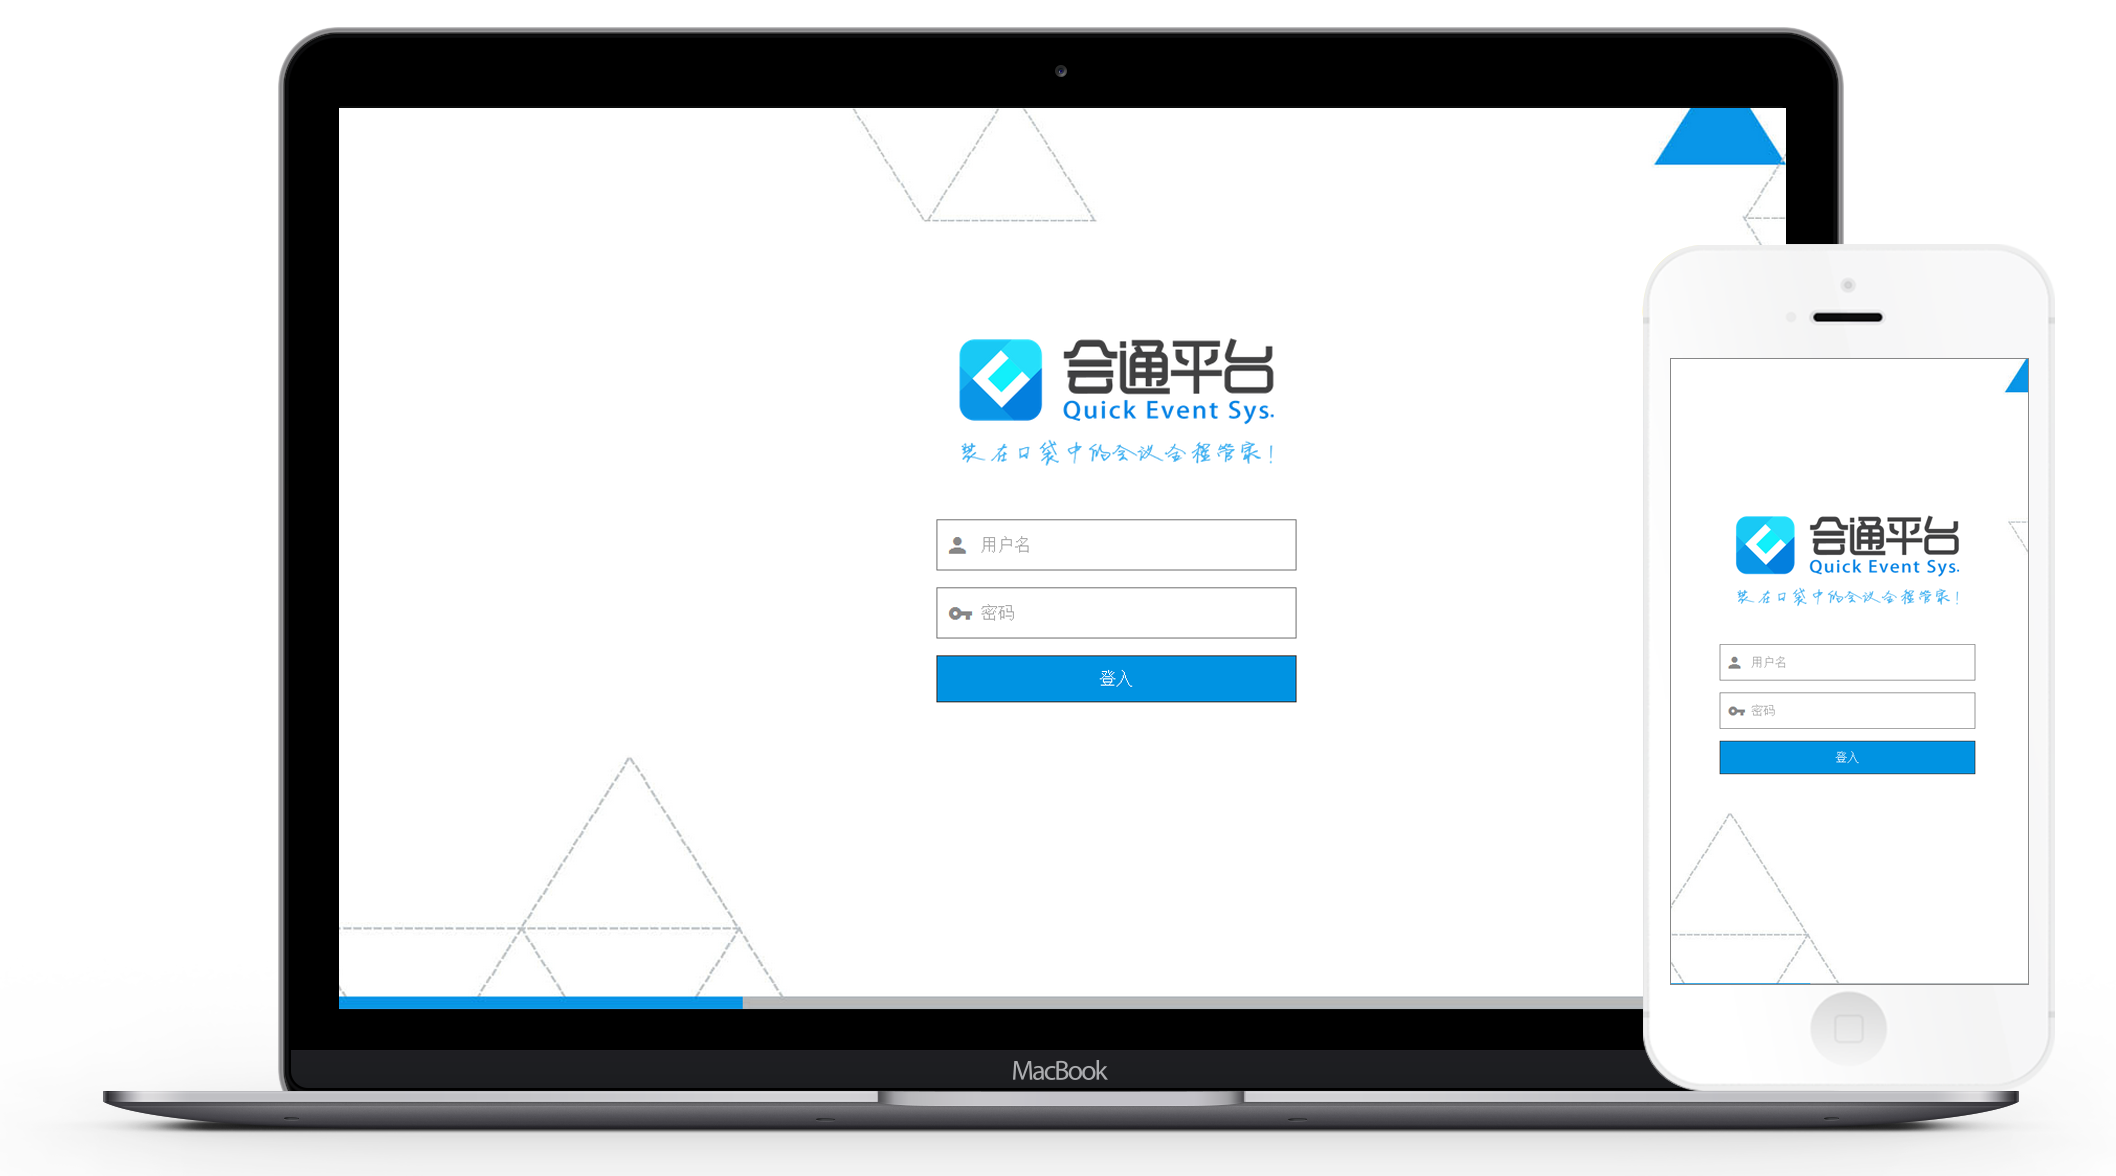 会通平台
Quick Event Sys.
装在口袋中的会议会程管家!
用户名
密码
登入
MacBook
会通平台
Quick Event Sys.
装在口袋中的会议会程管家!
用户名
密码
登入